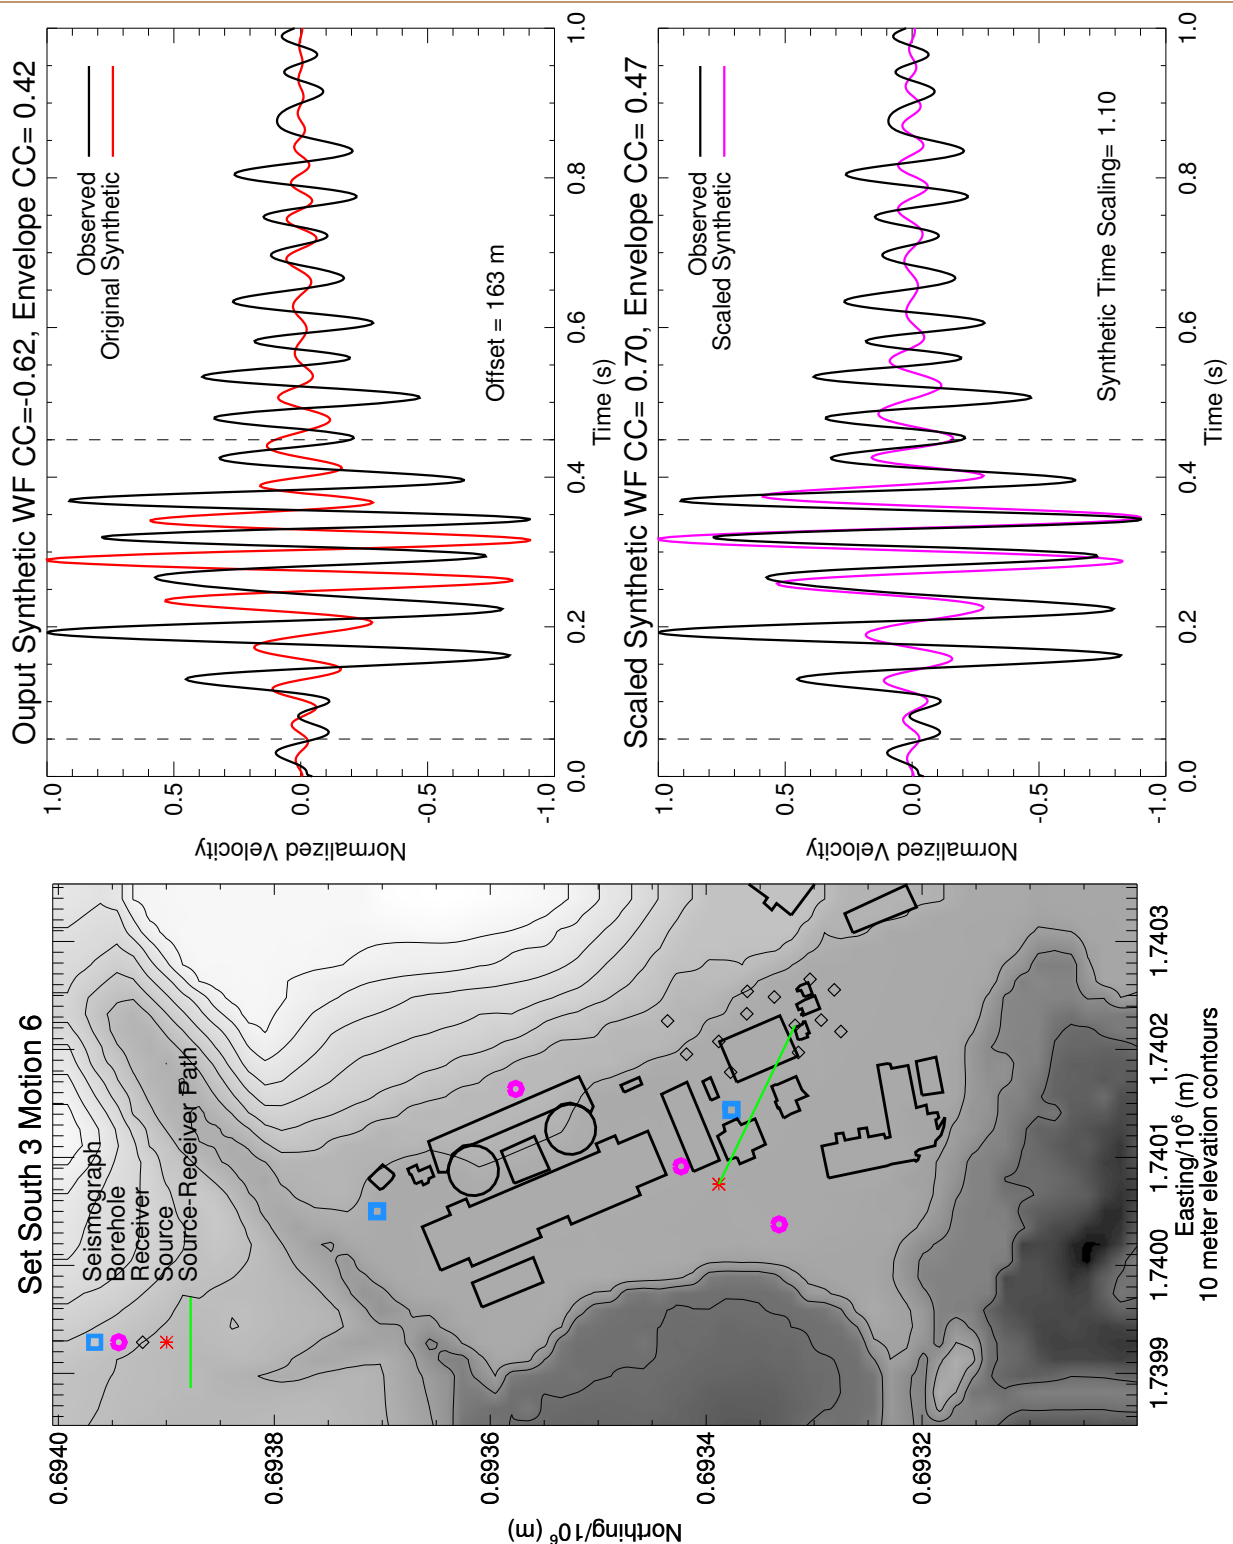 Set South 3 Motion 6
Seismograph
Borehole
Receiver
Source
Source-Receiver Path
0.6940
0.6938
0.6936
0.6934
0.6932
Northing/10⁶ (m)
1.7399
1.7400
1.7401
1.7402
1.7403
Easting/10⁶ (m)
10 meter elevation contours
Ouput Synthetic WF CC=-0.62, Envelope CC= 0.42
Observed
Original Synthetic
Offset = 163 m
1.0
0.5
0.0
-0.5
-1.0
Normalized Velocity
0.0
0.2
0.4
0.6
0.8
1.0
Time (s)
Scaled Synthetic WF CC= 0.70, Envelope CC= 0.47
Observed
Scaled Synthetic
Synthetic Time Scaling= 1.10
1.0
0.5
0.0
-0.5
-1.0
Normalized Velocity
0.0
0.2
0.4
0.6
0.8
1.0
Time (s)